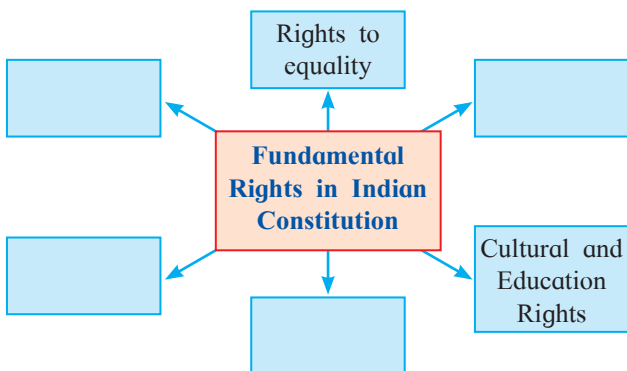 Rights to
equality
Fundamental
Rights in Indian
Constitution
Cultural and
Education
Rights